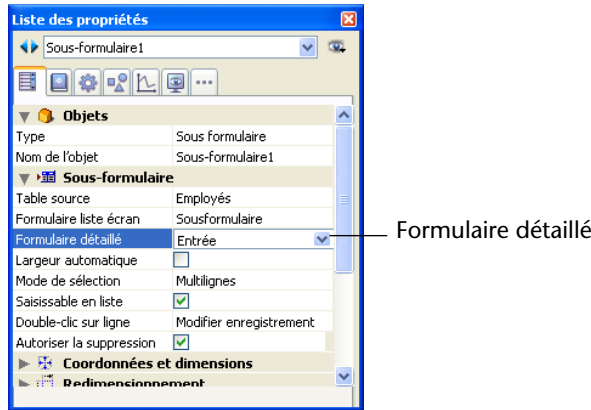 Liste des propriétés
Sous-formulaire1
Objets
Type Sous formulaire
Nom de l'objet Sous-formulaire1
Sous-formulaire
Table source Employés
Formulaire liste écran Sousformulaire
Formulaire détaillé Entrée Formulaire détaillé
Largeur automatique
Mode de sélection Multilignes
Saisissable en liste
Double-clic sur ligne Modifier enregistrement
Autoriser la suppression
Coordonnées et dimensions
Redimensionnement